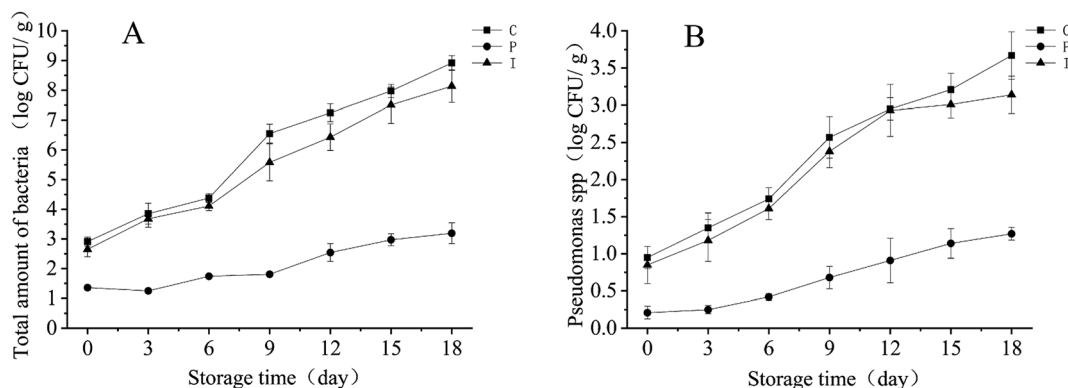 A
C
P
I
Total amount of bacteria (log CFU/ g)
10
9
8
7
6
5
4
3
2
1
0
0 3 6 9 12 15 18
Storage time (day)
B
C
P
I
Pseudomonas spp (log CFU/ g)
4.0
3.5
3.0
2.5
2.0
1.5
1.0
0.5
0.0
0 3 6 9 12 15 18
Storage time (day)